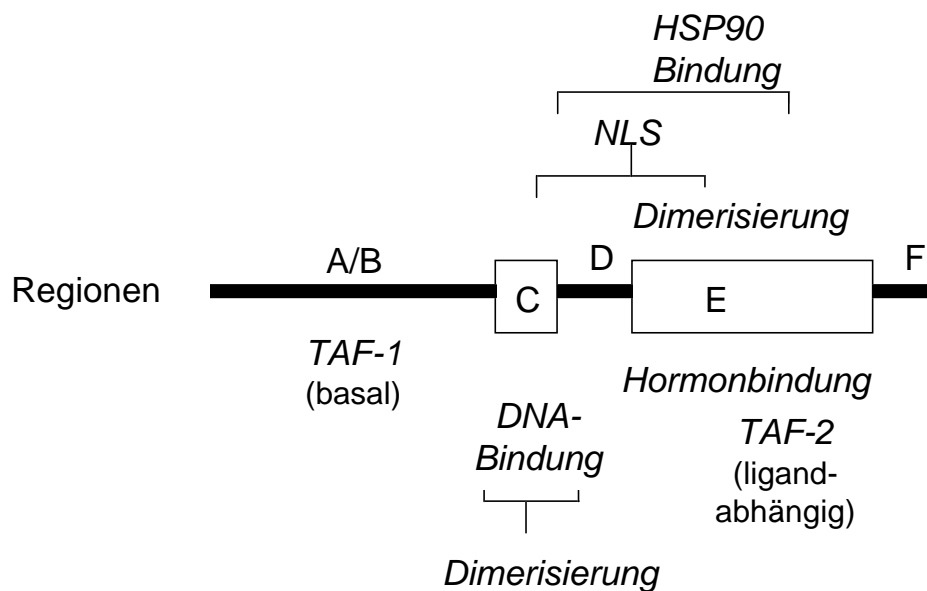 HSP90
Bindung
NLS
Dimerisierung
A/B
D
F
Regionen
C
E
TAF-1
(basal)
Hormonbindung
DNA-
Bindung
TAF-2
(ligand-
abhängig)
Dimerisierung